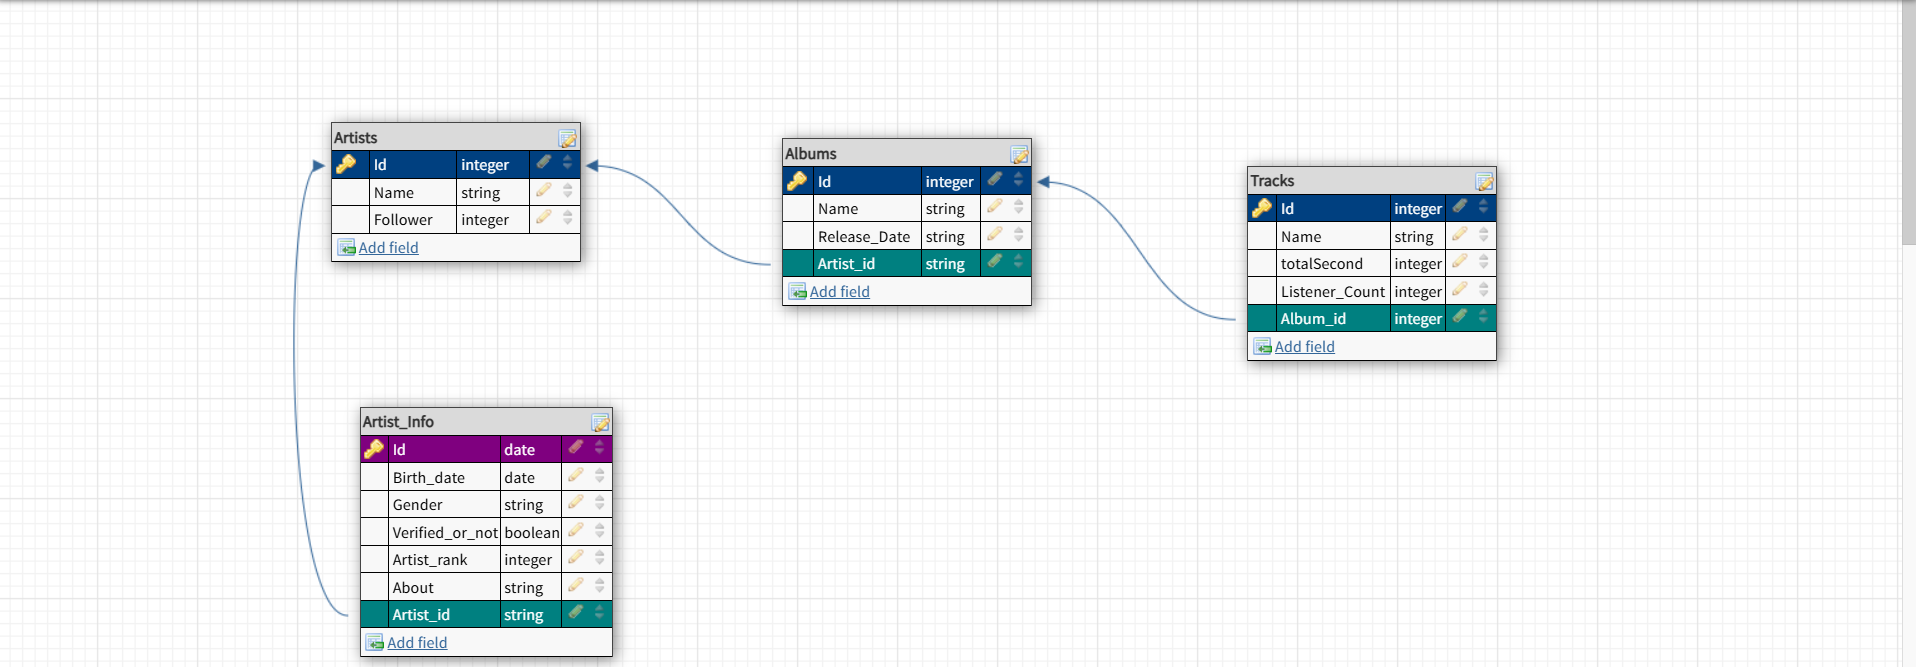 Artists
Id integer
Name string
Follower integer
Add field
Albums
Id integer
Name string
Release_Date string
Artist_id string
Add field
Tracks
Id integer
Name string
totalSecond integer
Listener_Count integer
Album_id integer
Add field
Artist_Info
Id date
Birth_date date
Gender string
Verified_or_not boolean
Artist_rank integer
About string
Artist_id string
Add field